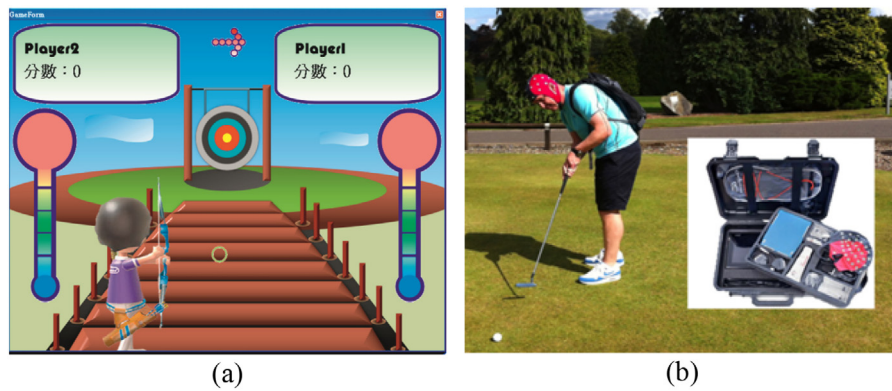 GameForm
Player2
分數：0
Player1
分數：0
(a)
(b)